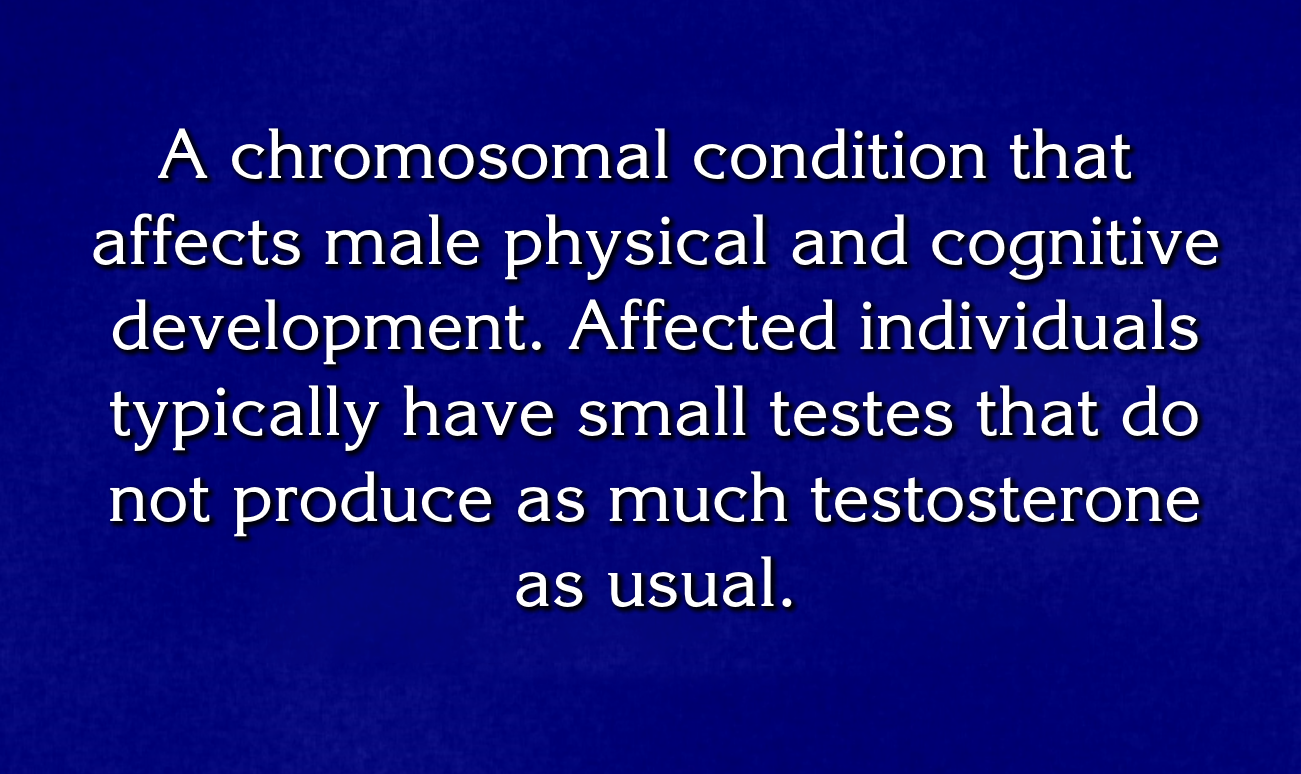 A chromosomal condition that
affects male physical and cognitive
development. Affected individuals
typically have small testes that do
not produce as much testosterone
as usual.